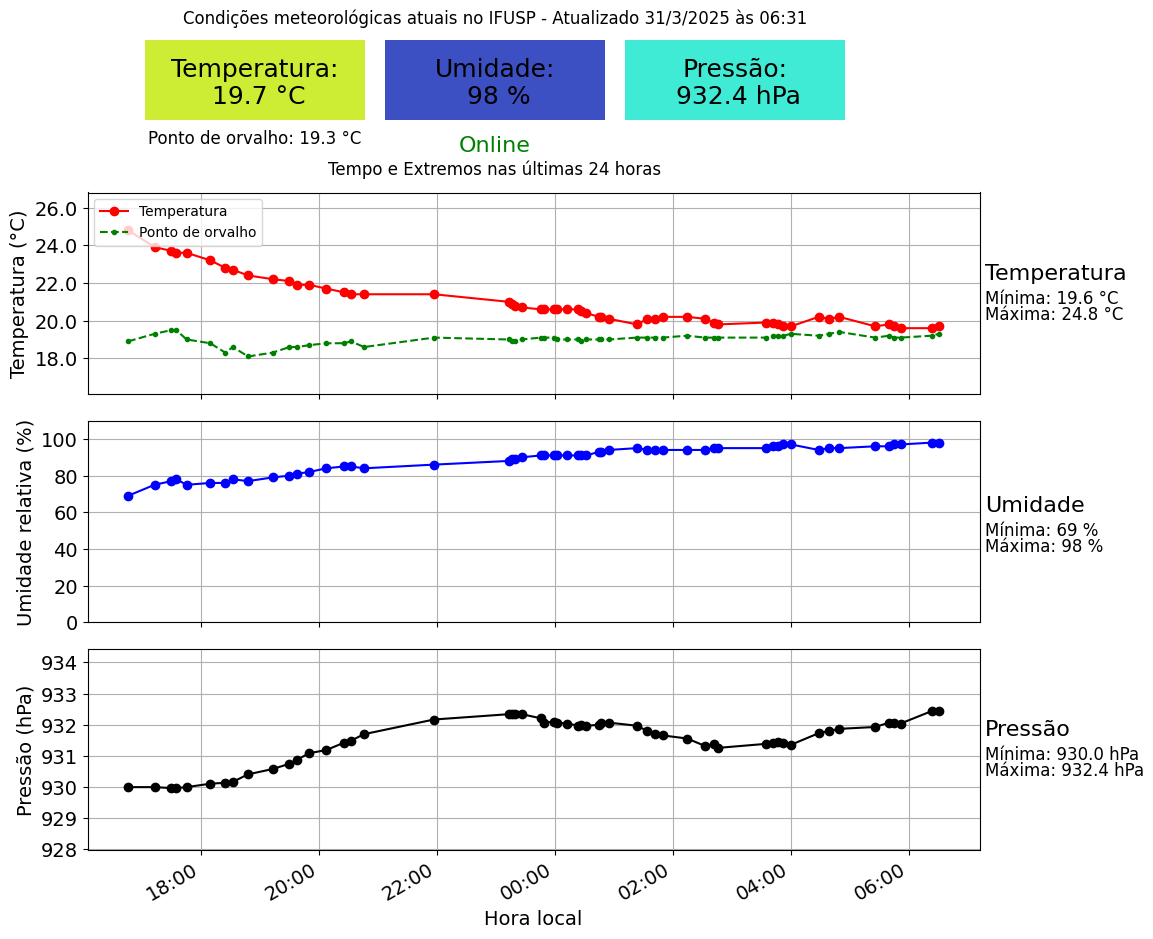 Condições meteorológicas atuais no IFUSP - Atualizado 31/3/2025 às 06:31
Temperatura:
19.7 °C
Umidade:
98 %
Pressão:
932.4 hPa
Ponto de orvalho: 19.3 °C
Online
Tempo e Extremos nas últimas 24 horas
Temperatura (°C)
26.0
24.0
22.0
20.0
18.0
Temperatura
Ponto de orvalho
Temperatura
Mínima: 19.6 °C
Máxima: 24.8 °C
Umidade relativa (%)
100
80
60
40
20
0
Umidade
Mínima: 69 %
Máxima: 98 %
Pressão (hPa)
934
933
932
931
930
929
928
Pressão
Mínima: 930.0 hPa
Máxima: 932.4 hPa
18:00
20:00
22:00
00:00
02:00
04:00
06:00
Hora local